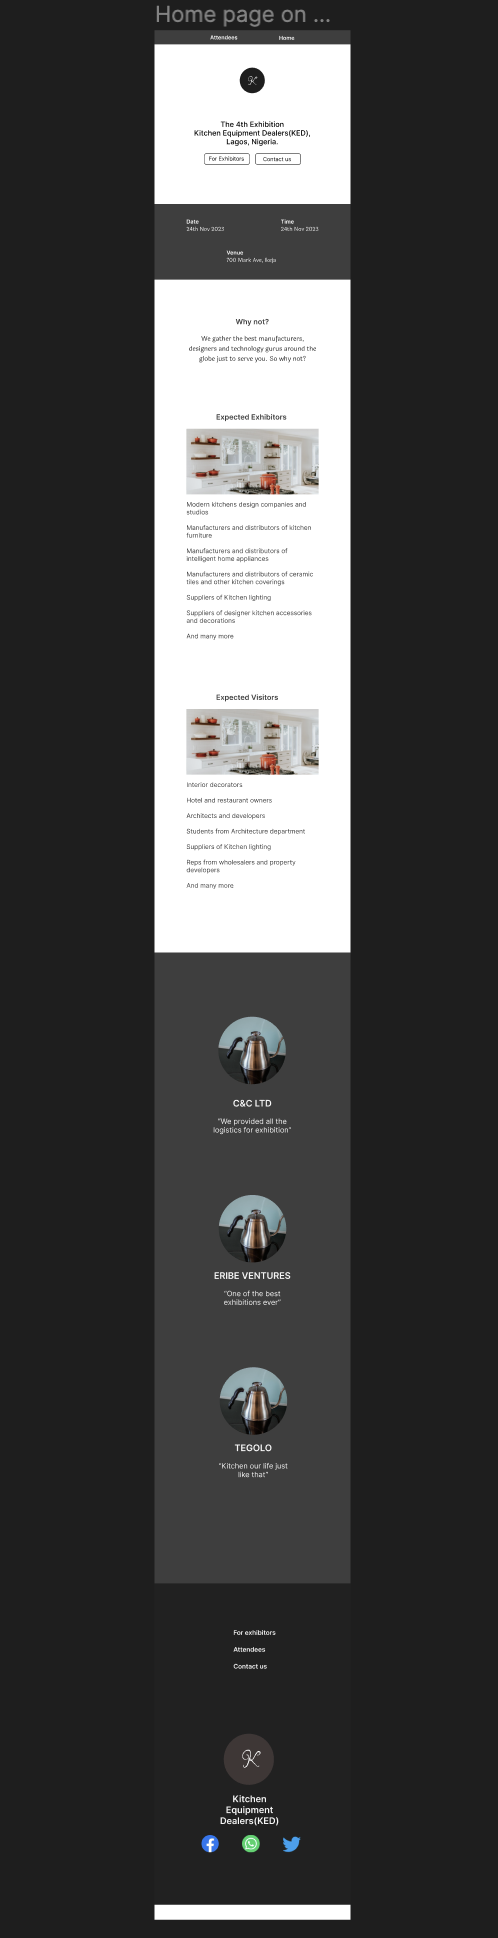 Home page on ...
Attendees Home
K
The 4th Exhibition
Kitchen Equipment Dealers(KED),
Lagos, Nigeria.
For Exhibitors Contact us
Date Time
24th Nov 2023 24th Nov 2023
Venue
700 Mark Ave, Ikeja
Why not?
We gather the best manufacturers,
designers and technology gurus around the
globe just to serve you. So why not?
Expected Exhibitors
Modern kitchens design companies and
studios
Manufacturers and distributors of kitchen
furniture
Manufacturers and distributors of
intelligent home appliances
Manufacturers and distributors of ceramic
tiles and other kitchen coverings
Suppliers of Kitchen lighting
Suppliers of designer kitchen accessories
and decorations
And many more
Expected Visitors
Interior decorators
Hotel and restaurant owners
Architects and developers
Students from Architecture department
Suppliers of Kitchen lighting
Reps from wholesalers and property
developers
And many more
C&C LTD
"We provided all the
logistics for exhibition"
ERIBE VENTURES
"One of the best
exhibitions ever"
TEGOLO
"Kitchen our life just
like that"
For exhibitors
Attendees
Contact us
K
Kitchen
Equipment
Dealers(KED)